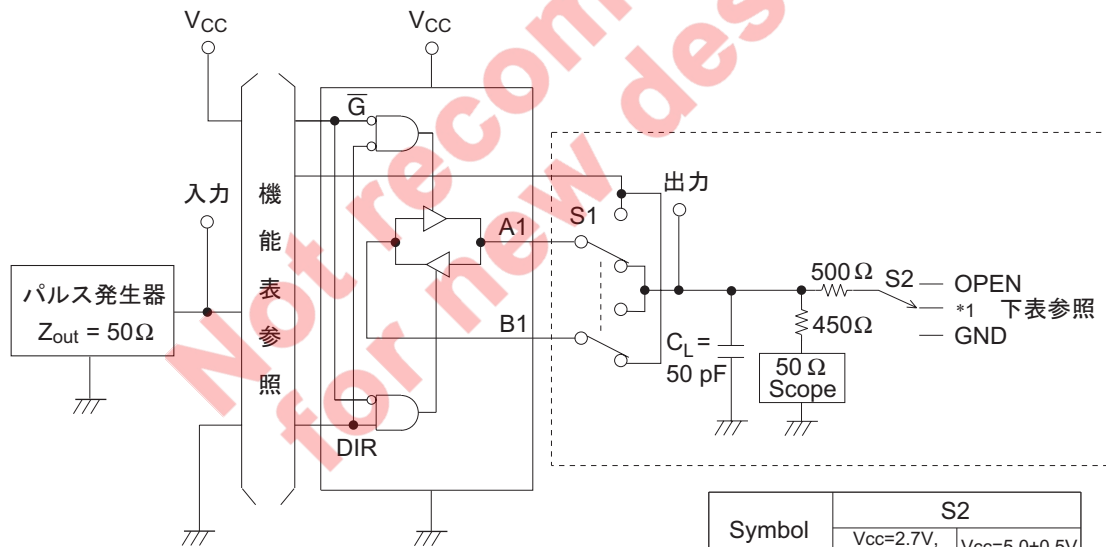 Not recom
for new des
VCC
VCC
G
入力
機能表参照
出力
S1
A1
パルス発生器
Zout = 50Ω
B1
DIR
CL =
50 pF
500Ω
450Ω
50 Ω
Scope
S2
OPEN
*1 下表参照
GND
Symbol
S2
Vcc=2.7V,
Vcc=5.0±0.5V